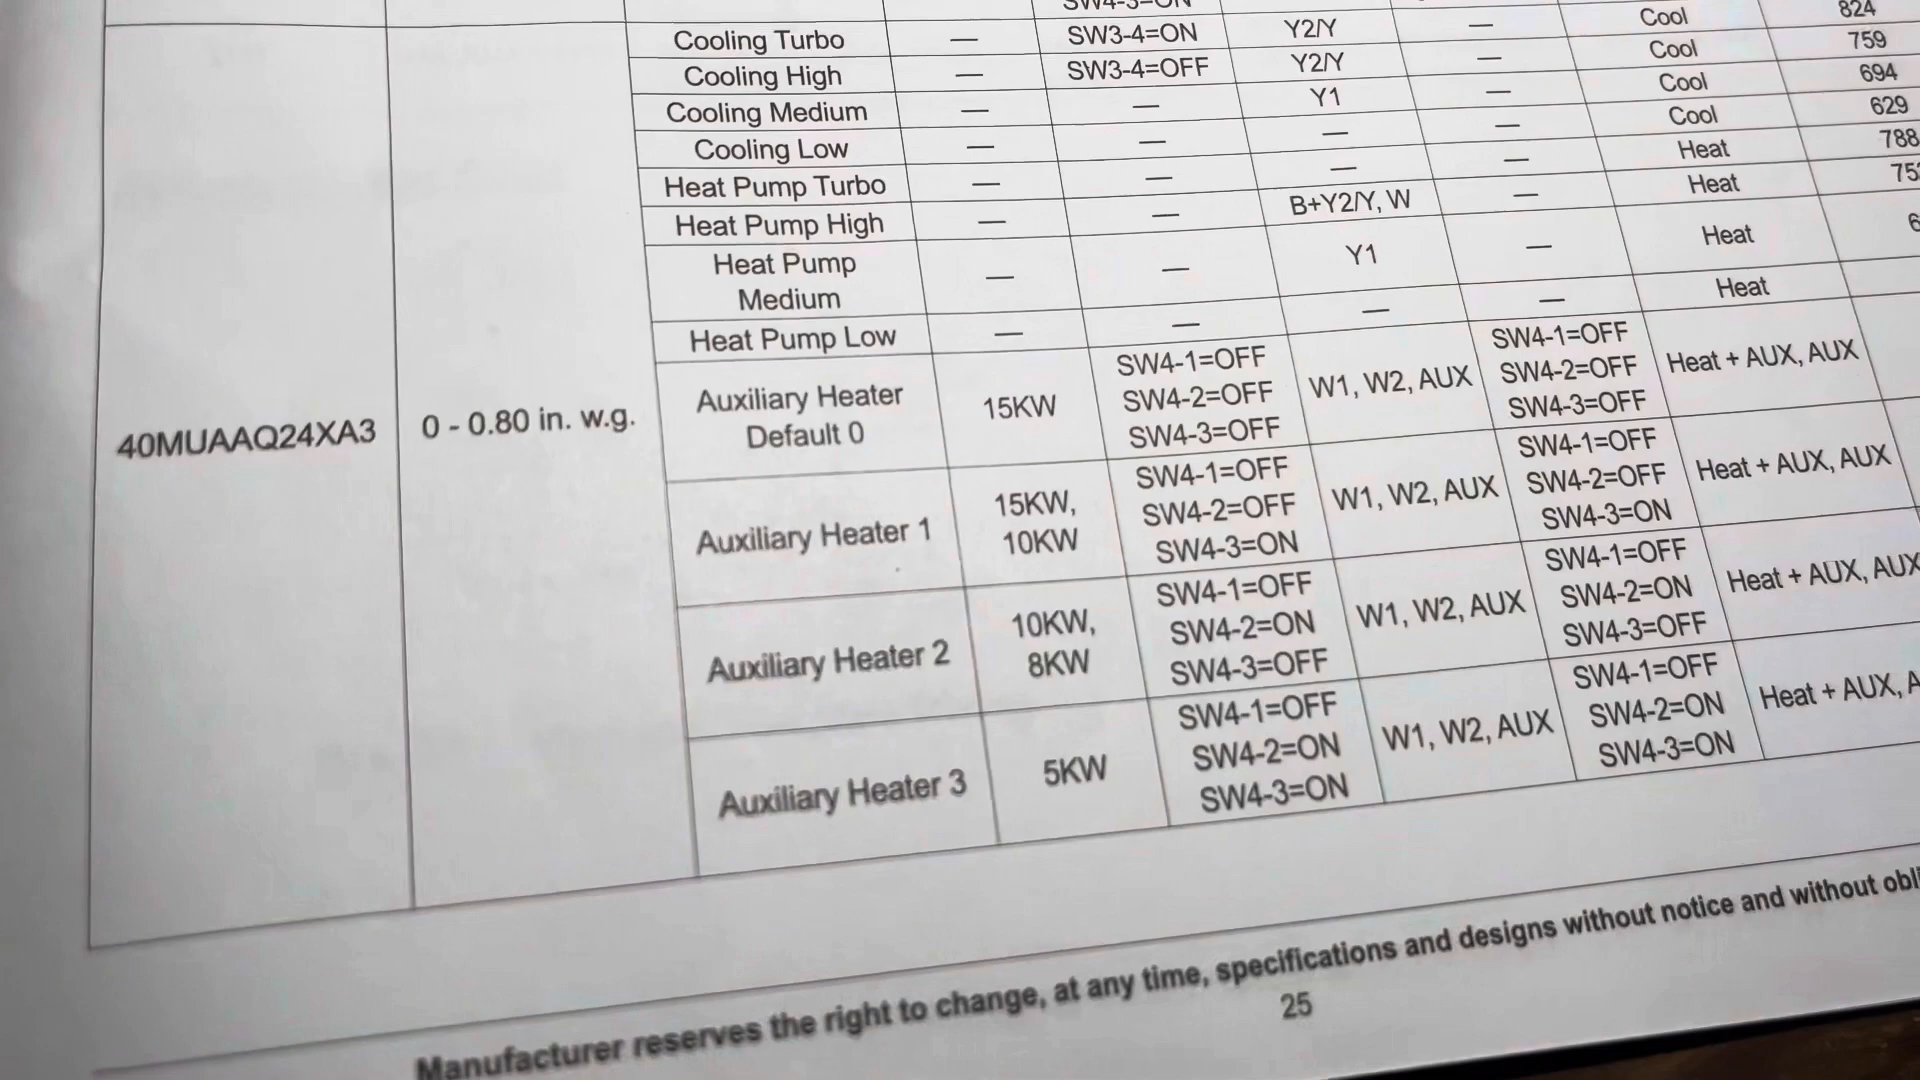 SW4-3=ON
Cooling Turbo — SW3-4=ON Y2/Y — Cool 824
Cooling High — SW3-4=OFF Y2/Y — Cool 759
Cooling Medium — — Y1 — Cool 694
Cooling Low — — — — Cool 629
Heat Pump Turbo — — — — Heat 788
Heat Pump High — — B+Y2/Y, W — Heat 75
Heat Pump
Medium
— — Y1 — Heat 6
Heat Pump Low — — — — Heat
40MUAAQ24XA3
0 - 0.80 in. w.g.
Auxiliary Heater
Default 0
15KW
SW4-1=OFF
SW4-2=OFF
SW4-3=OFF
W1, W2, AUX
SW4-1=OFF
SW4-2=OFF
SW4-3=OFF
Heat + AUX, AUX
Auxiliary Heater 1
15KW,
10KW
SW4-1=OFF
SW4-2=OFF
SW4-3=ON
W1, W2, AUX
SW4-1=OFF
SW4-2=OFF
SW4-3=ON
Heat + AUX, AUX
Auxiliary Heater 2
10KW,
8KW
SW4-1=OFF
SW4-2=ON
SW4-3=OFF
W1, W2, AUX
SW4-1=OFF
SW4-2=ON
SW4-3=OFF
Heat + AUX, AUX
Auxiliary Heater 3
5KW
SW4-1=OFF
SW4-2=ON
SW4-3=ON
W1, W2, AUX
SW4-1=OFF
SW4-2=ON
SW4-3=ON
Heat + AUX, A
Manufacturer reserves the right to change, at any time, specifications and designs without notice and without obli
25